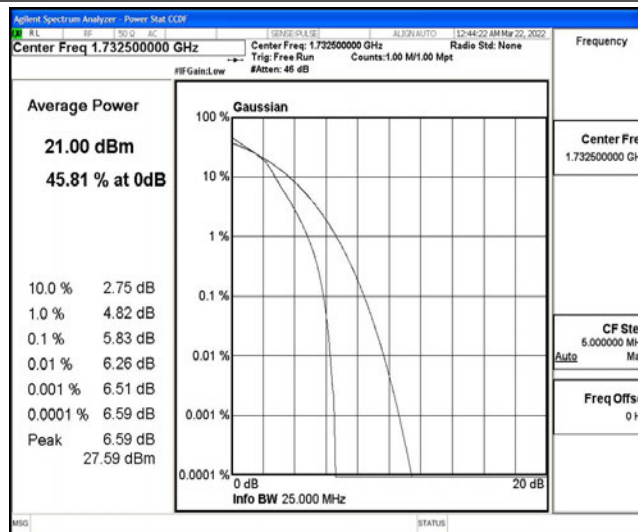 Agilent Spectrum Analyzer - Power Stat CCDF
RL RF 50 Ω AC SENSE:PULSE ALIGN AUTO 12:44:22 AM Mar 22, 2022
Center Freq 1.732500000 GHz
Center Freq: 1.732500000 GHz Radio Std: None
Trig: Free Run Counts:1.00 M/1.00 Mpt
#IFGain:Low #Atten: 46 dB
Frequency
Average Power
21.00 dBm
45.81 % at 0dB
10.0 % 2.75 dB
1.0 % 4.82 dB
0.1 % 5.83 dB
0.01 % 6.26 dB
0.001 % 6.51 dB
0.0001 % 6.59 dB
Peak 6.59 dB
27.59 dBm
Gaussian
100 %
10 %
1 %
0.1 %
0.01 %
0.001 %
0.0001 %
0 dB 20 dB
Info BW 25.000 MHz
Center Fre
1.732500000 GH
CF Ste
5.000000 MH
Auto Ma
Freq Offs
0 H
MSG STATUS